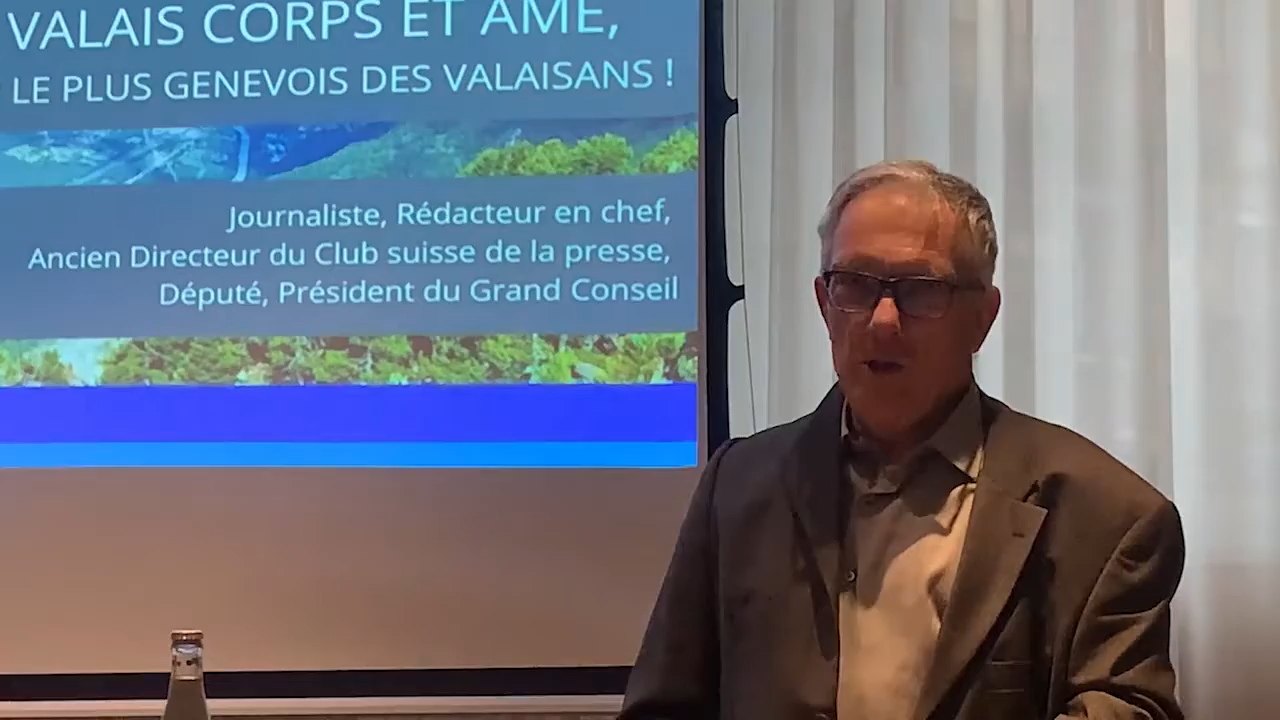 VALAIS CORPS ET AME,
LE PLUS GENEVOIS DES VALAISANS !
Journaliste, Rédacteur en chef,
Ancien Directeur du Club suisse de la presse,
Député, Président du Grand Conseil